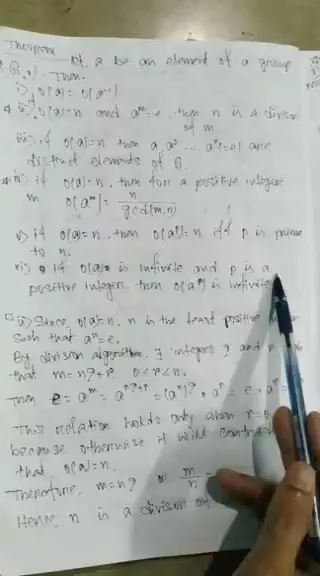 Theorem Let, a be an element of a group
(G, *). Then-
i) O(a) = O(a⁻¹)
ii) if O(a)=n and aᵐ=e, then n is a divisor
of m.
iii) if O(a)=n then a, a² ... aⁿ(=e) are
distinct elements of G.
iv) if O(a)=n, then for a positive integer
m O(aᵐ) = n/gcd(m,n)
v) if O(a)=n, then O(aᵖ)=n iff p is prime
to n.
vi) if O(a) is infinite and p is a
positive integer, then O(aᵖ) is infinite
ii) Since, O(a)=n, n is the least positive
such that aⁿ=e.
By division algorithm, ∃ integers q and r
that m=nq+r 0≤r<n.
Then e = aᵐ = a^(nq+r) = (aⁿ)^q * a^r = e * a^r =
This relation holds only when r=0
because otherwise it will
that O(a)=n.
Therefore, m=nq or m/n =
Hence, n is a divisor of